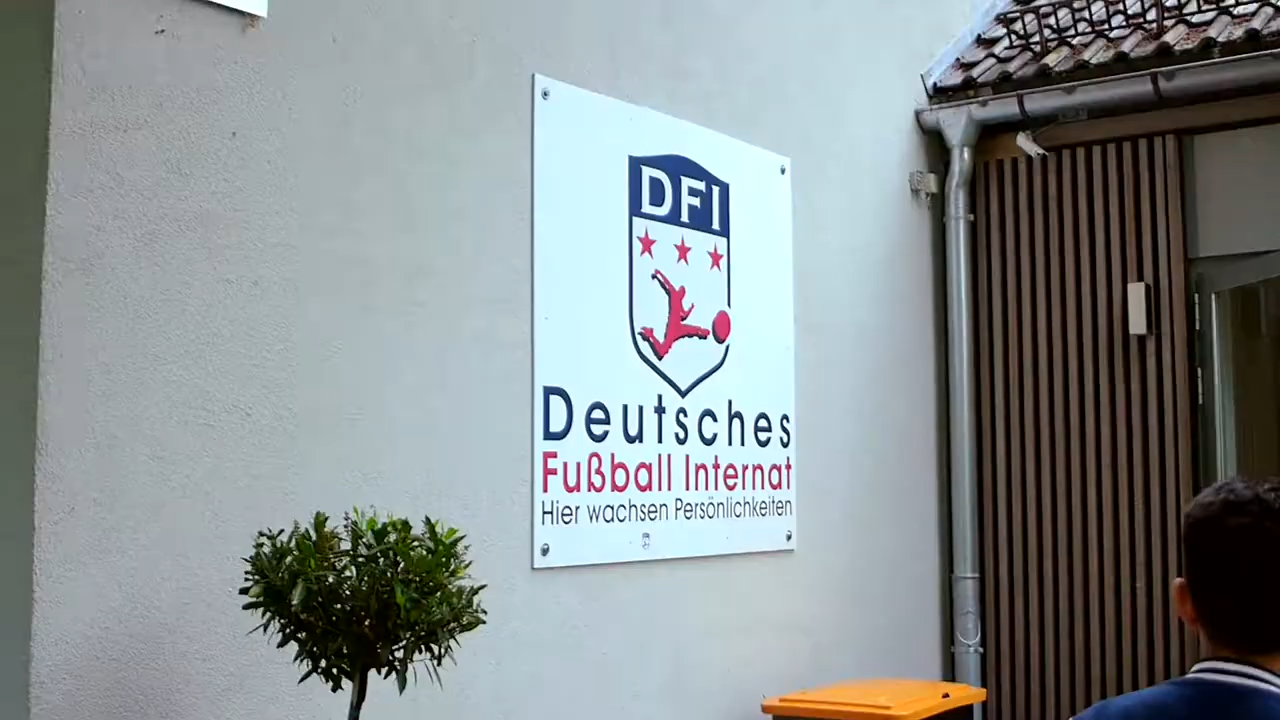 DFI
Deutsches
Fußball Internat
Hier wachsen Persönlichkeiten